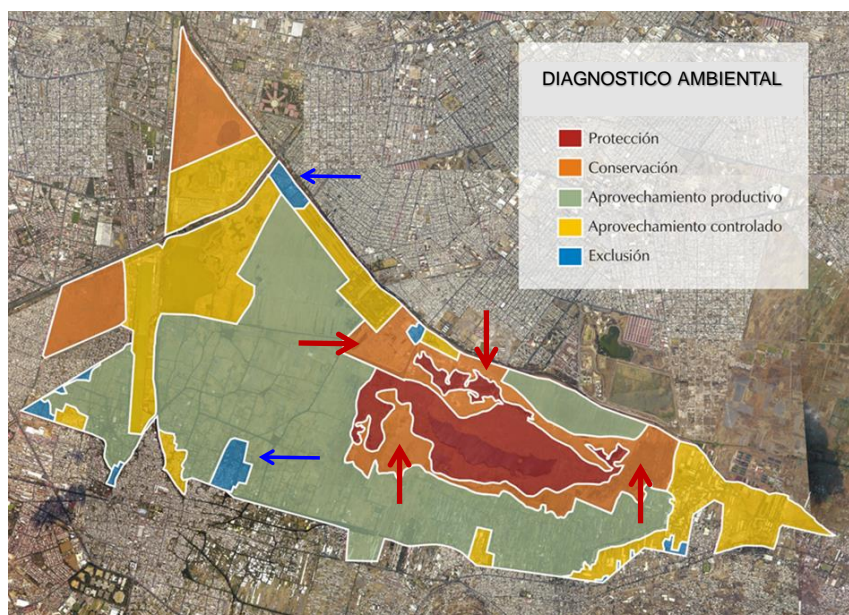 DIAGNOSTICO AMBIENTAL
Protección
Conservación
Aprovechamiento productivo
Aprovechamiento controlado
Exclusión